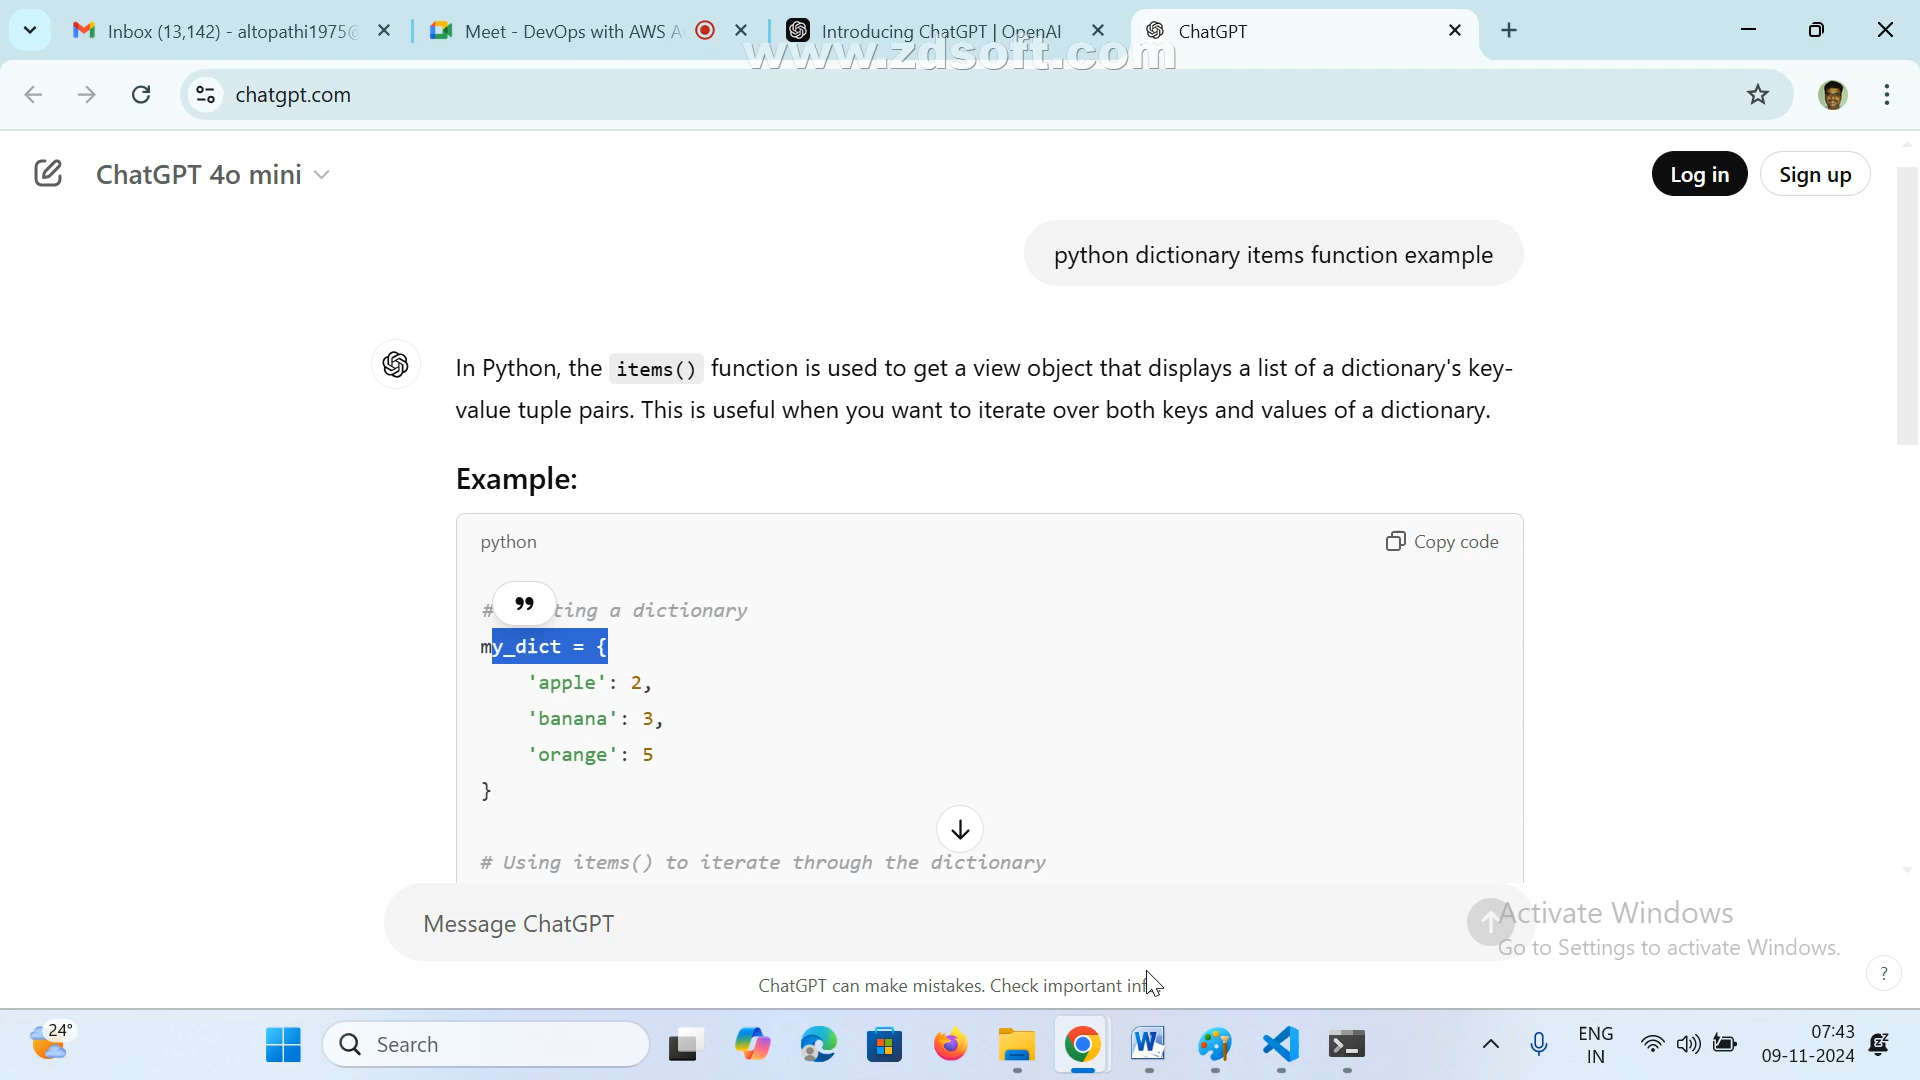 Inbox (13,142) - altopathi1975@
Meet - DevOps with AWS A
Introducing ChatGPT | OpenAI
ChatGPT
www.zdsoft.com
chatgpt.com
ChatGPT 4o mini
Log in
Sign up
python dictionary items function example
In Python, the items() function is used to get a view object that displays a list of a dictionary's key-
value tuple pairs. This is useful when you want to iterate over both keys and values of a dictionary.
Example:
python
Copy code
# ting a dictionary
my_dict = {
'apple': 2,
'banana': 3,
'orange': 5
}
# Using items() to iterate through the dictionary
Message ChatGPT
Activate Windows
Go to Settings to activate Windows.
ChatGPT can make mistakes. Check important inf
?
24°
Search
ENG
IN
07:43
09-11-2024